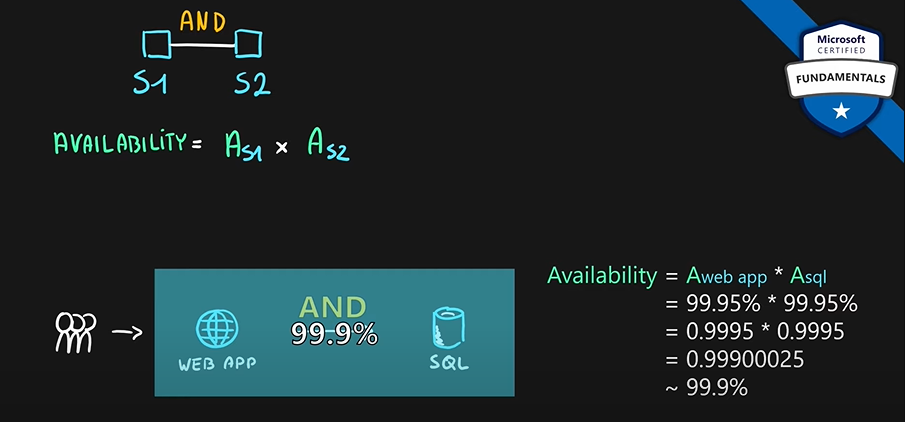 AND
S1 S2
AVAILABILITY = AS1 × AS2
Microsoft
CERTIFIED
FUNDAMENTALS
AND
99.9%
WEB APP
SQL
Availability = Aweb app * Asql
= 99.95% * 99.95%
= 0.9995 * 0.9995
= 0.99900025
~ 99.9%